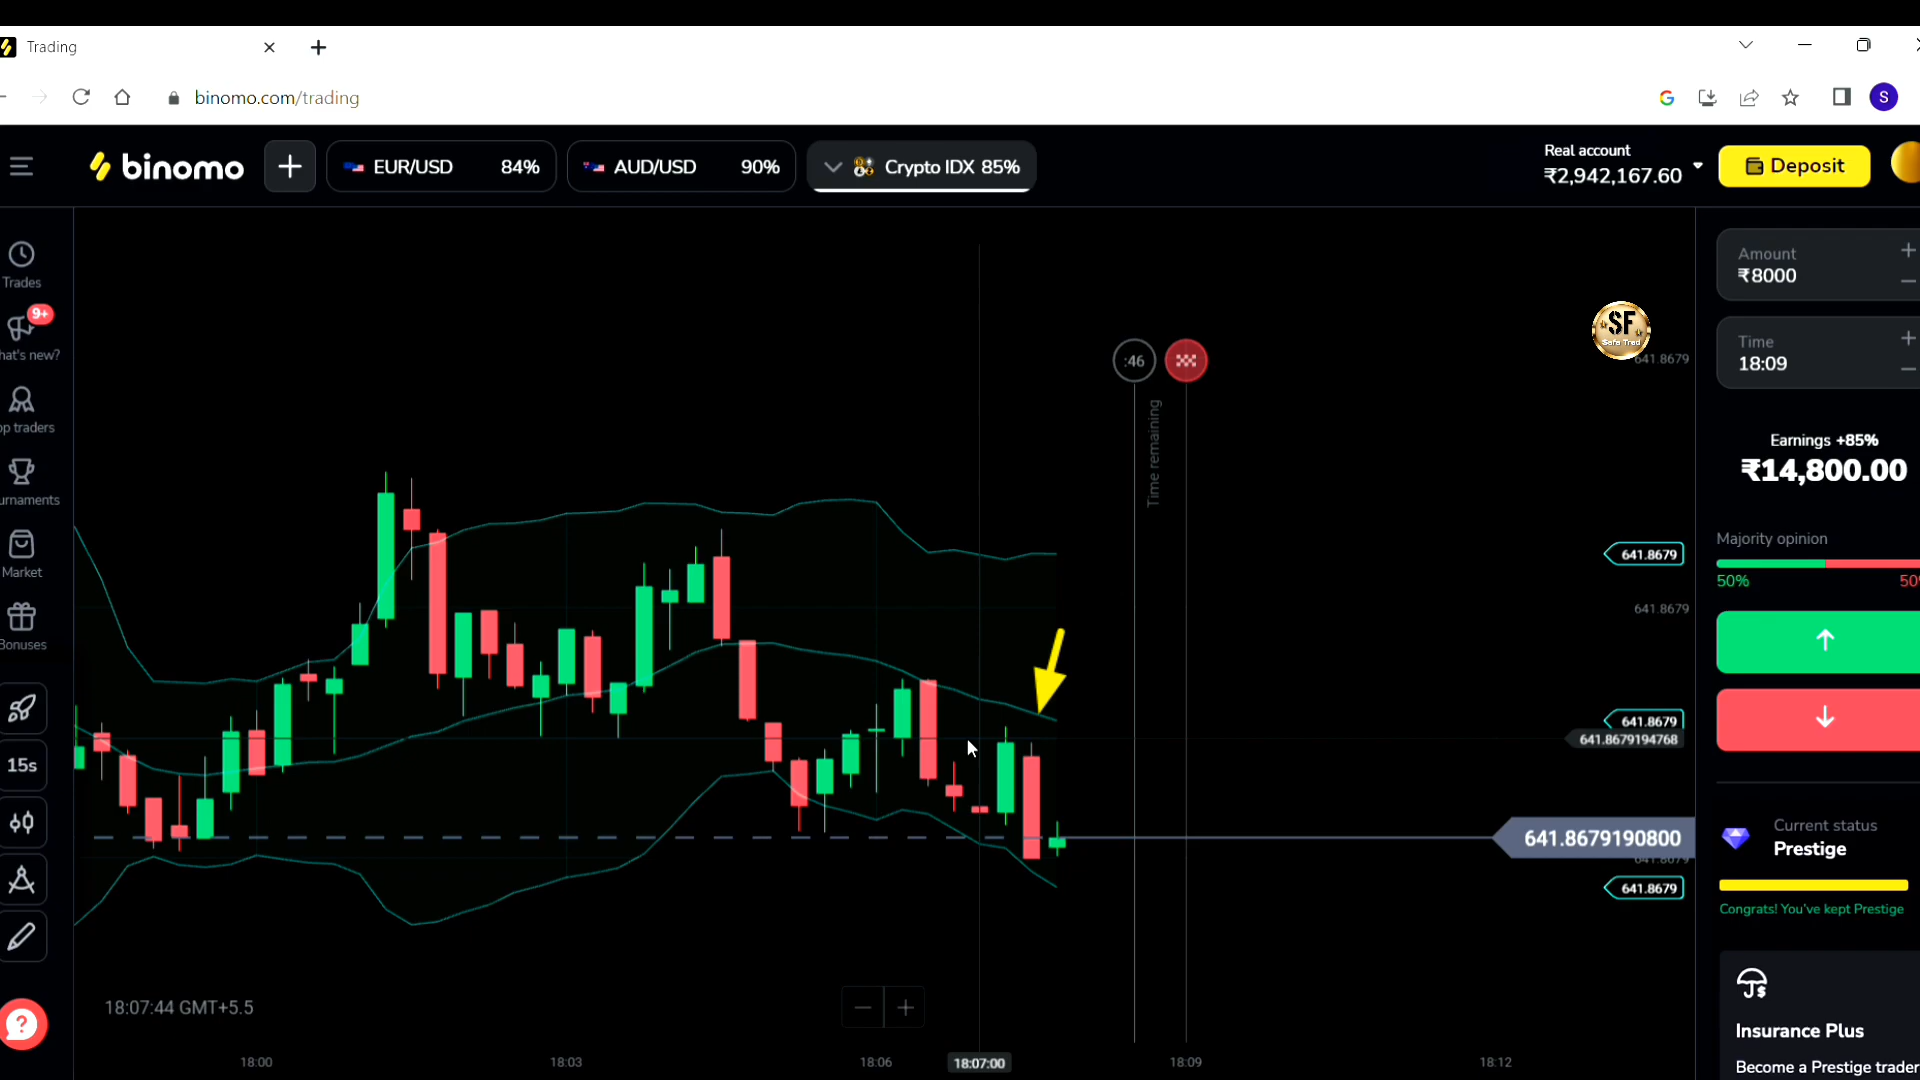 Trading
binomo.com/trading
S
binomo
EUR/USD 84%
AUD/USD 90%
Crypto IDX 85%
Real account
₹2,942,167.60
Deposit
Trades
9+
hat's new?
op traders
urnaments
Market
Bonuses
15s
Amount
₹8000
Time
18:09
Earnings +85%
₹14,800.00
Majority opinion
50% 50
Current status
Prestige
Congrats! You've kept Prestige
Insurance Plus
Become a Prestige trader
:46
Time remaining
SF
Safe Tred
641.8679
641.8679
641.8679
641.8679
641.8679194768
641.8679190800
641.8679
641.8679
18:07:44 GMT+5.5
18:00
18:03
18:06
18:07:00
18:09
18:12